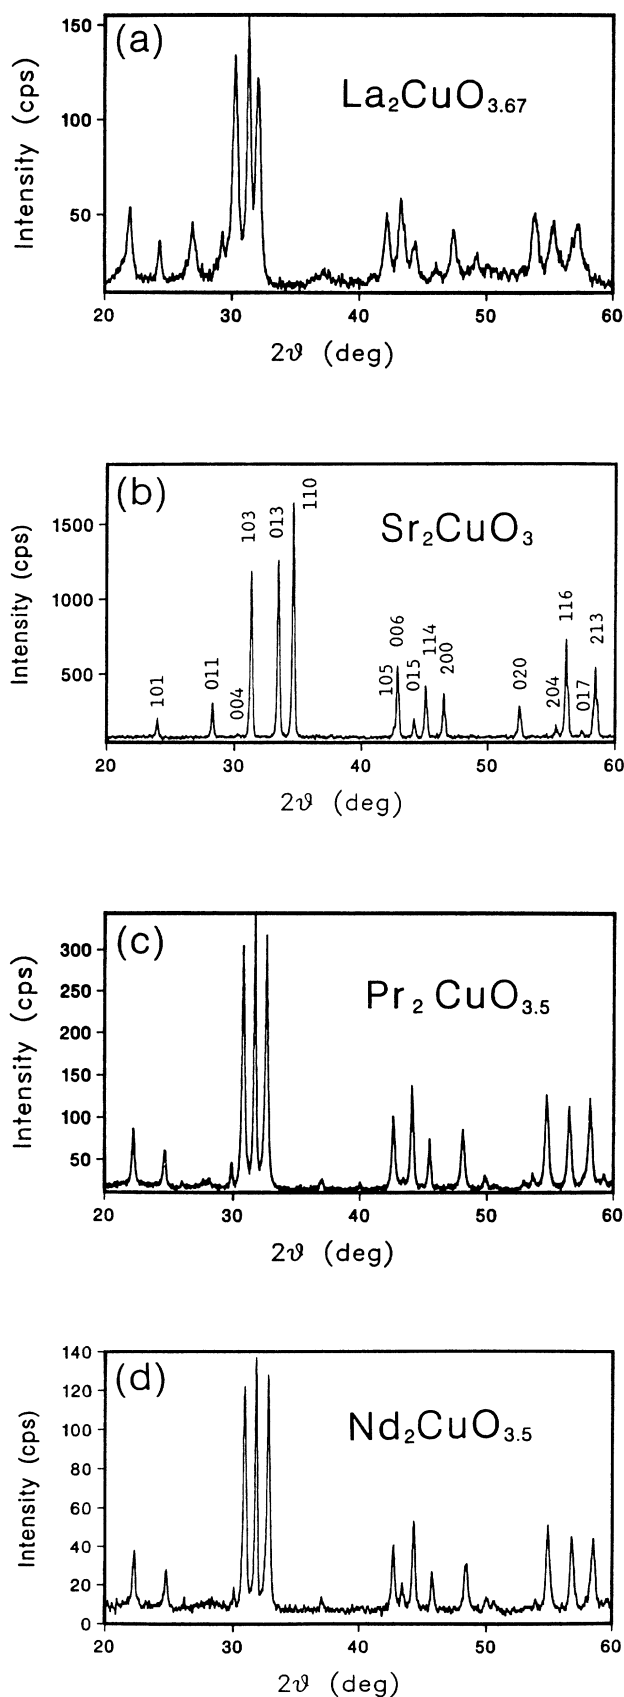 (a)
La₂CuO₃.₆₇
Intensity (cps)
150
100
50
20 30 40 50 60
2ϑ (deg)
(b)
Sr₂CuO₃
Intensity (cps)
1500
1000
500
101
011
004
103
013
110
105
006
015
114
200
020
204
116
017
213
20 30 40 50 60
2ϑ (deg)
(c)
Pr₂ CuO₃.₅
Intensity (cps)
300
250
200
150
100
50
20 30 40 50 60
2ϑ (deg)
(d)
Nd₂CuO₃.₅
Intensity (cps)
140
120
100
80
60
40
20
0
20 30 40 50 60
2ϑ (deg)